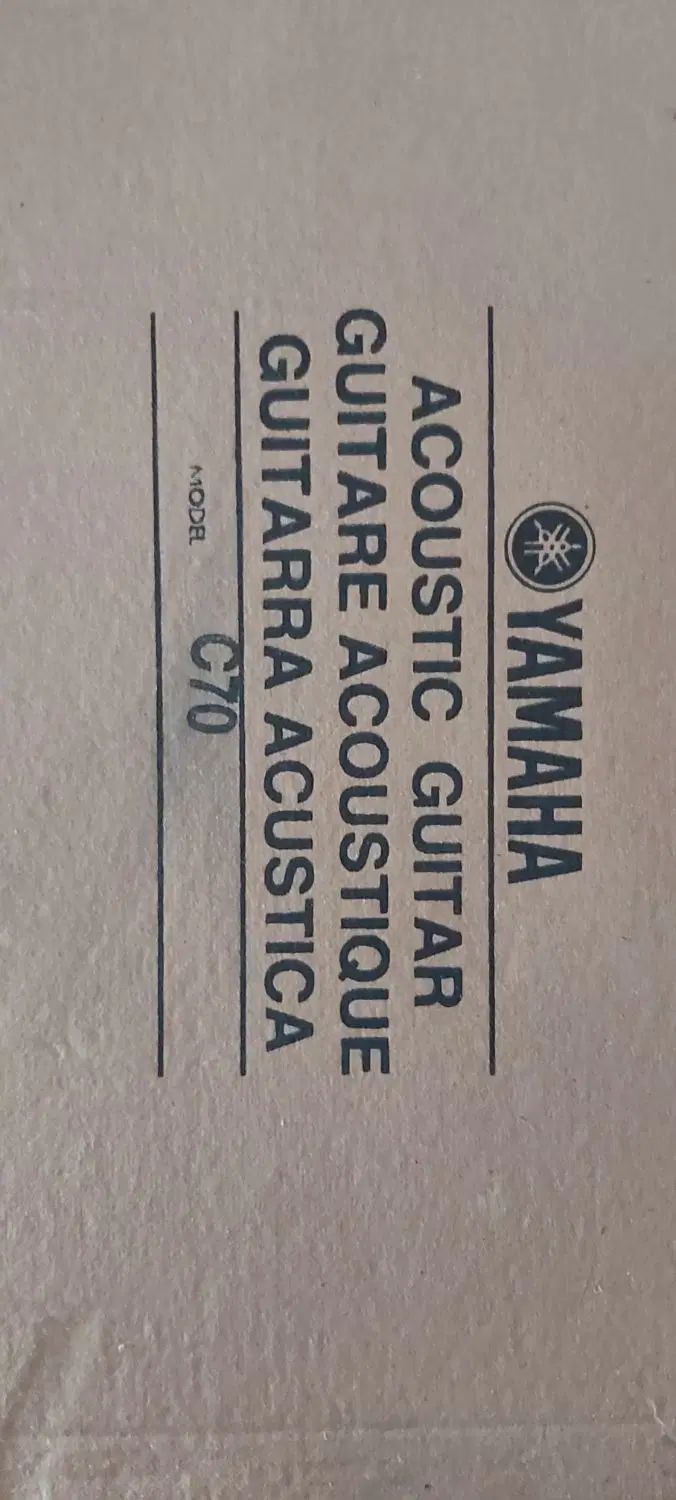 YAMAHA
ACOUSTIC GUITAR
GUITARE ACOUSTIQUE
GUITARRA ACUSTICA
MODEL C70